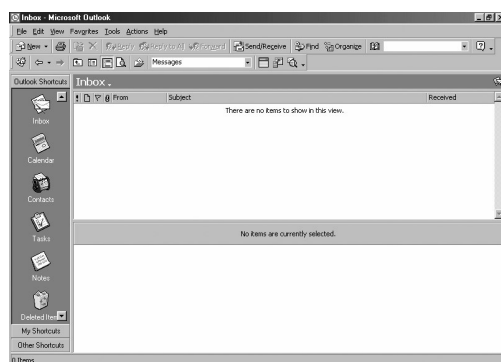 Inbox - Microsoft Outlook
File Edit View Favorites Tools Actions Help
New Reply Reply to All Forward Send/Receive Find Organize
Messages
Outlook Shortcuts Inbox
! From Subject Received
There are no items to show in this view.
Inbox
Calendar
Contacts
Tasks
No items are currently selected.
Notes
Deleted Item
My Shortcuts
Other Shortcuts
0 Items